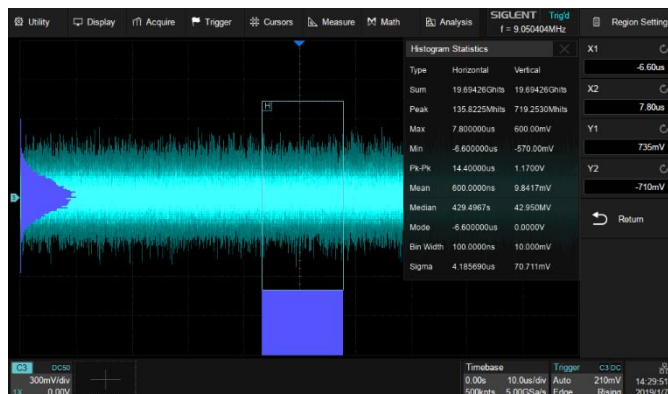 Utility Display Acquire Trigger Cursors Measure Math Analysis SIGLENT Trig'd Region Setting
f = 9.050404MHz
Histogram Statistics
Type Horizontal Vertical
Sum 19.69426Ghits 19.69426Ghits
Peak 135.8225Mhits 719.2530Mhits
Max 7.800000us 600.00mV
Min -6.600000us -570.00mV
Pk-Pk 14.40000us 1.1700V
Mean 600.0000ns 9.8417mV
Median 429.4967s 42.950MV
Mode -6.600000us 0.0000V
Bin Width 100.0000ns 10.000mV
Sigma 4.185690us 70.711mV
H
X1
-6.60us
X2
7.80us
Y1
735mV
Y2
-710mV
Return
C3 DC50
300mV/div
1X 0.00V
Timebase
0.00s 10.0us/div
500kpts 5.00GSa/s
Trigger C3 DC
Auto 210mV
Edge Rising
14:29:51
2019/1/7